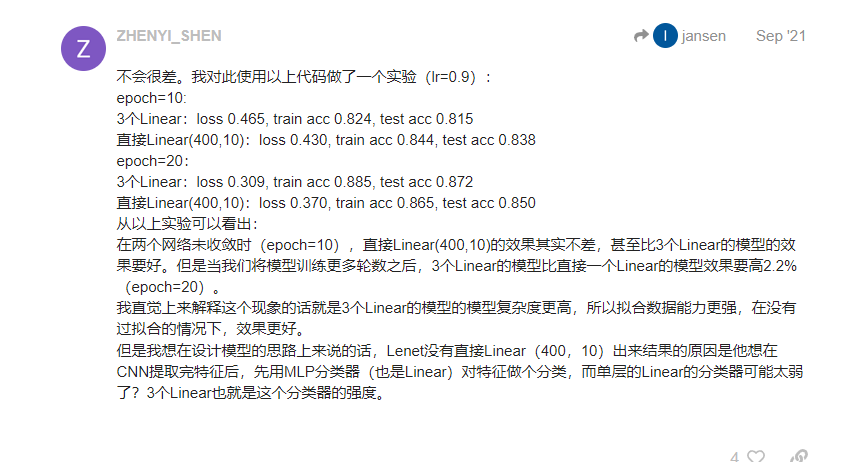 Z
ZHENYI_SHEN
I
jansen
Sep '21
不会很差。我对此使用以上代码做了一个实验（lr=0.9）：
epoch=10:
3个Linear：loss 0.465, train acc 0.824, test acc 0.815
直接Linear(400,10)：loss 0.430, train acc 0.844, test acc 0.838
epoch=20：
3个Linear：loss 0.309, train acc 0.885, test acc 0.872
直接Linear(400,10)：loss 0.370, train acc 0.865, test acc 0.850
从以上实验可以看出：
在两个网络未收敛时（epoch=10），直接Linear(400,10)的效果其实不差，甚至比3个Linear的模型的效
果要好。但是当我们将模型训练更多轮数之后，3个Linear的模型比直接一个Linear的模型效果要高2.2%
（epoch=20）。
我直觉上来解释这个现象的话就是3个Linear的模型的模型复杂度更高，所以拟合数据能力更强，在没有
过拟合的情况下，效果更好。
但是我想在设计模型的思路上来说的话，Lenet没有直接Linear（400，10）出来结果的原因是他想在
CNN提取完特征后，先用MLP分类器（也是Linear）对特征做个分类，而单层的Linear的分类器可能太弱
了？3个Linear也就是这个分类器的强度。
4